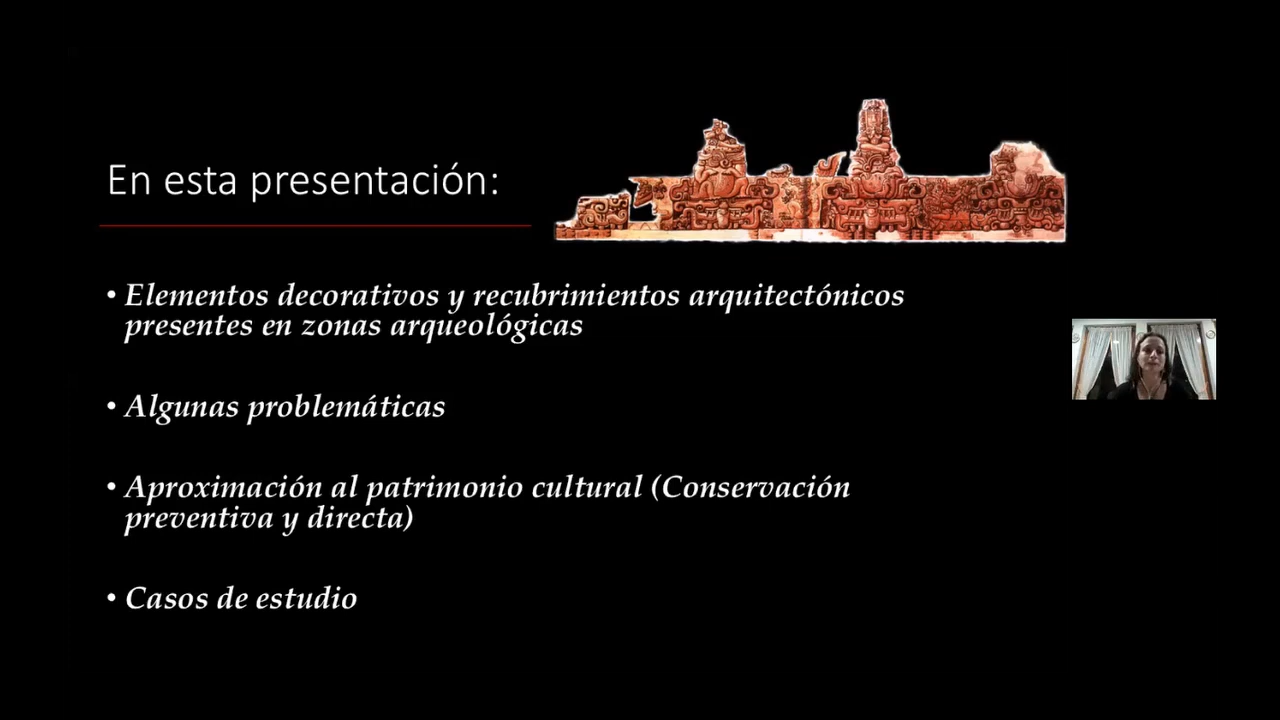 En esta presentación:
• Elementos decorativos y recubrimientos arquitectónicos
presentes en zonas arqueológicas
• Algunas problemáticas
• Aproximación al patrimonio cultural (Conservación
preventiva y directa)
• Casos de estudio